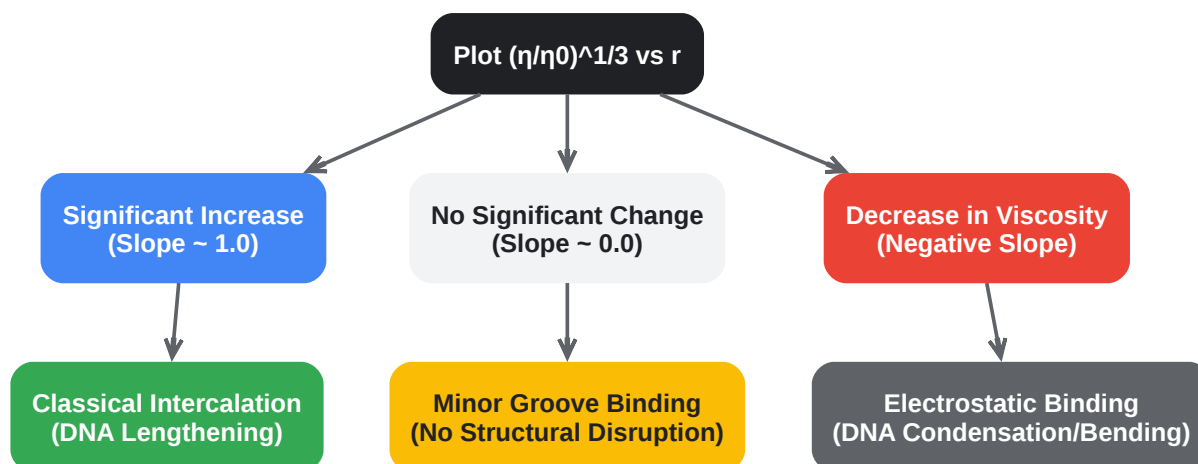 Plot (η/η0)^1/3 vs r
Significant Increase
(Slope ~ 1.0)
No Significant Change
(Slope ~ 0.0)
Decrease in Viscosity
(Negative Slope)
Classical Intercalation
(DNA Lengthening)
Minor Groove Binding
(No Structural Disruption)
Electrostatic Binding
(DNA Condensation/Bending)